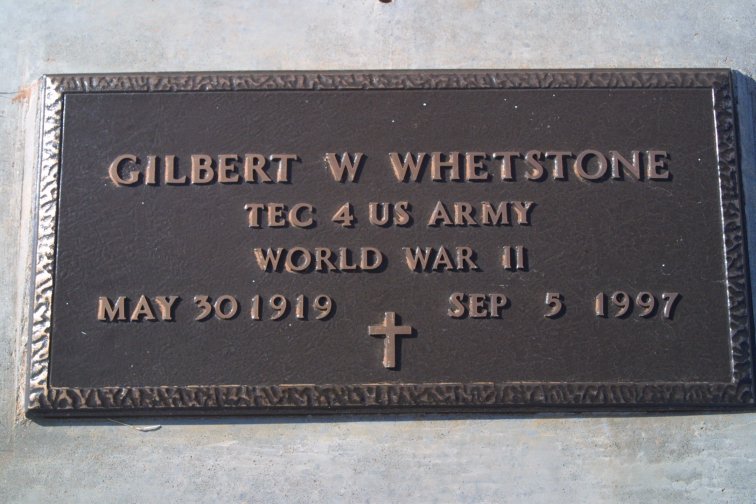 GILBERT W WHETSTONE
TEC 4 US ARMY
WORLD WAR II
MAY 30 1919 SEP 5 1997